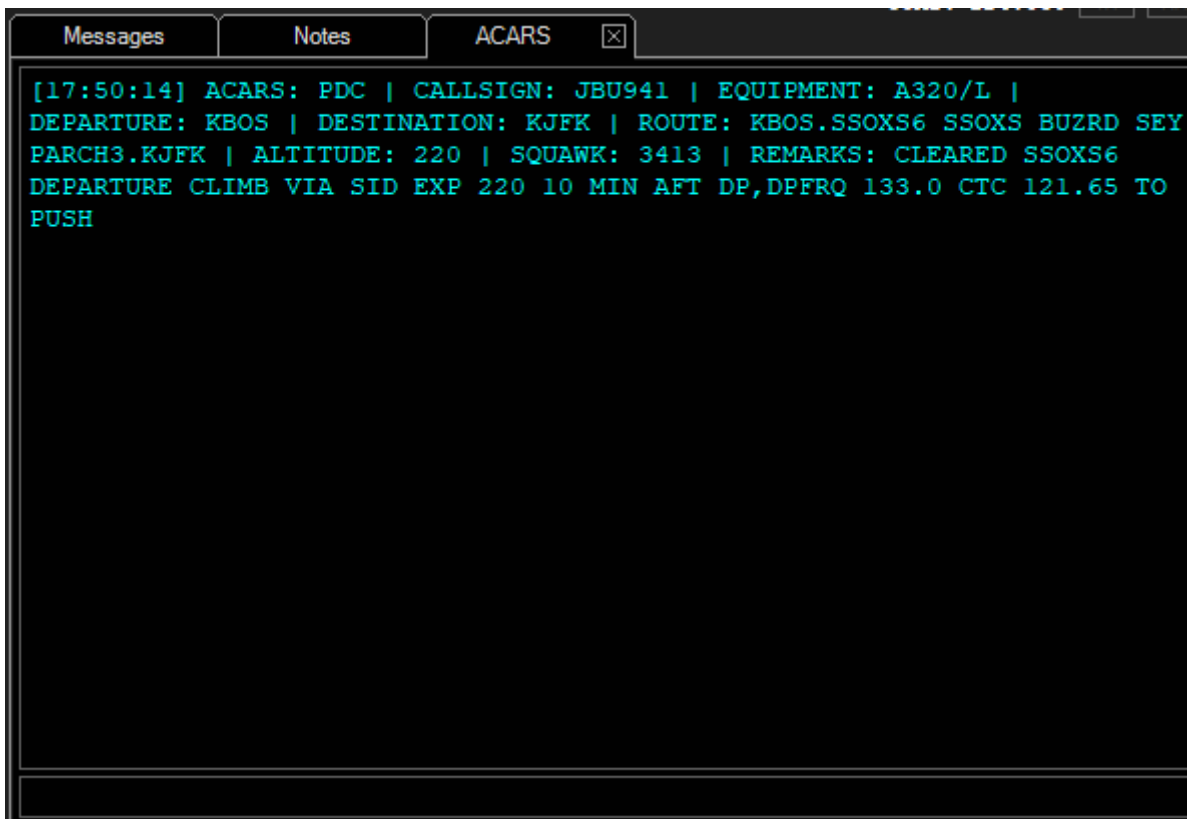 Messages Notes ACARS
[17:50:14] ACARS: PDC | CALLSIGN: JBU941 | EQUIPMENT: A320/L |
DEPARTURE: KBOS | DESTINATION: KJFK | ROUTE: KBOS.SSOXS6 SSOXS BUZRD SEY
PARCH3.KJFK | ALTITUDE: 220 | SQUAWK: 3413 | REMARKS: CLEARED SSOXS6
DEPARTURE CLIMB VIA SID EXP 220 10 MIN AFT DP,DPFRQ 133.0 CTC 121.65 TO
PUSH